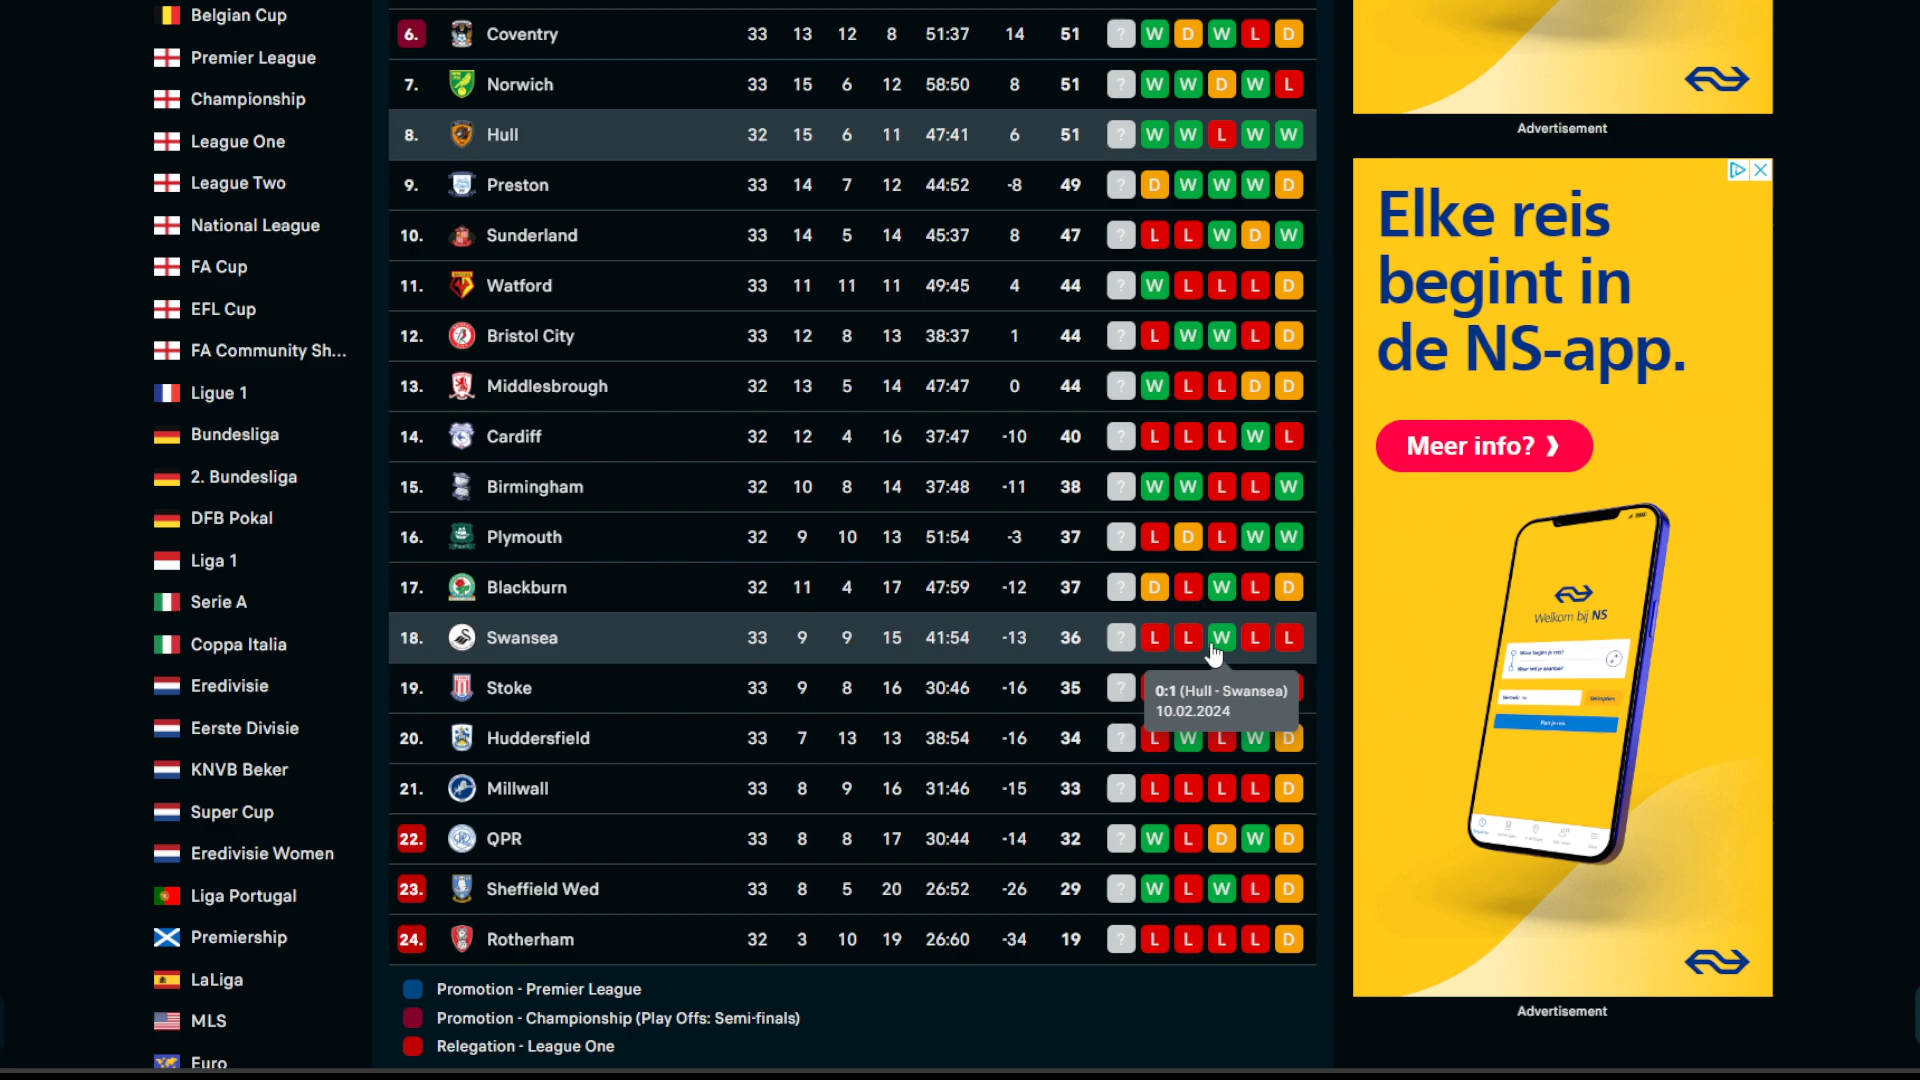 Belgian Cup
Premier League
Championship
League One
League Two
National League
FA Cup
EFL Cup
FA Community Sh...
Ligue 1
Bundesliga
2. Bundesliga
DFB Pokal
Liga 1
Serie A
Coppa Italia
Eredivisie
Eerste Divisie
KNVB Beker
Super Cup
Eredivisie Women
Liga Portugal
Premiership
LaLiga
MLS
Euro
6. Coventry 33 13 12 8 51:37 14 51 ? W D W L D
7. Norwich 33 15 6 12 58:50 8 51 ? W W D W L
8. Hull 32 15 6 11 47:41 6 51 ? W W L W W
9. Preston 33 14 7 12 44:52 -8 49 ? D W W W D
10. Sunderland 33 14 5 14 45:37 8 47 ? L L W D W
11. Watford 33 11 11 11 49:45 4 44 ? W L L L D
12. Bristol City 33 12 8 13 38:37 1 44 ? L W W L D
13. Middlesbrough 32 13 5 14 47:47 0 44 ? W L L D D
14. Cardiff 32 12 4 16 37:47 -10 40 ? L L L W L
15. Birmingham 32 10 8 14 37:48 -11 38 ? W W L L W
16. Plymouth 32 9 10 13 51:54 -3 37 ? L D L W W
17. Blackburn 32 11 4 17 47:59 -12 37 ? D L W L D
18. Swansea 33 9 9 15 41:54 -13 36 ? L L W L L
19. Stoke 33 9 8 16 30:46 -16 35 ?
0:1 (Hull - Swansea)
10.02.2024
20. Huddersfield 33 7 13 13 38:54 -16 34 ? L W L W D
21. Millwall 33 8 9 16 31:46 -15 33 ? L L L L D
22. QPR 33 8 8 17 30:44 -14 32 ? W L D W D
23. Sheffield Wed 33 8 5 20 26:52 -26 29 ? W L W L D
24. Rotherham 32 3 10 19 26:60 -34 19 ? L L L L D
Promotion - Premier League
Promotion - Championship (Play Offs: Semi-finals)
Relegation - League One
Advertisement
Elke reis
begint in
de NS-app.
Meer info? ❯
Welkom bij NS
Advertisement